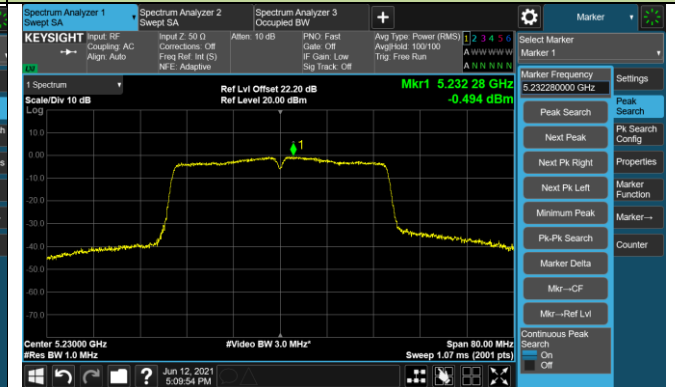 Spectrum Analyzer 1
Swept SA
Spectrum Analyzer 2
Swept SA
Spectrum Analyzer 3
Occupied BW
Marker
KEYSIGHT
Input: RF
Coupling: AC
Align: Auto
Input Z: 50 Ω
Corrections: Off
Freq Ref: Int (S)
NFE: Adaptive
Atten: 10 dB
PNO: Fast
Gate: Off
IF Gain: Low
Sig Track: Off
Avg Type: Power (RMS)
Avg|Hold: 100/100
Trig: Free Run
1 2 3 4 5 6
A W W W W W
A N N N N N
Select Marker
Marker 1
1 Spectrum
Scale/Div 10 dB
Log
Ref Lvl Offset 22.20 dB
Ref Level 20.00 dBm
Mkr1 5.232 28 GHz
-0.494 dBm
10.0
0.00
-10.0
-20.0
-30.0
-40.0
-50.0
-60.0
-70.0
1
Center 5.23000 GHz
#Res BW 1.0 MHz
#Video BW 3.0 MHz*
Span 80.00 MHz
Sweep 1.07 ms (2001 pts)
Marker Frequency
5.232280000 GHz
Peak Search
Next Peak
Next Pk Right
Next Pk Left
Minimum Peak
Pk-Pk Search
Marker Delta
Mkr→CF
Mkr→Ref Lvl
Continuous Peak
Search
On
Off
Settings
Peak
Search
Pk Search
Config
Properties
Marker
Function
Marker→
Counter
Jun 12, 2021
5:09:54 PM